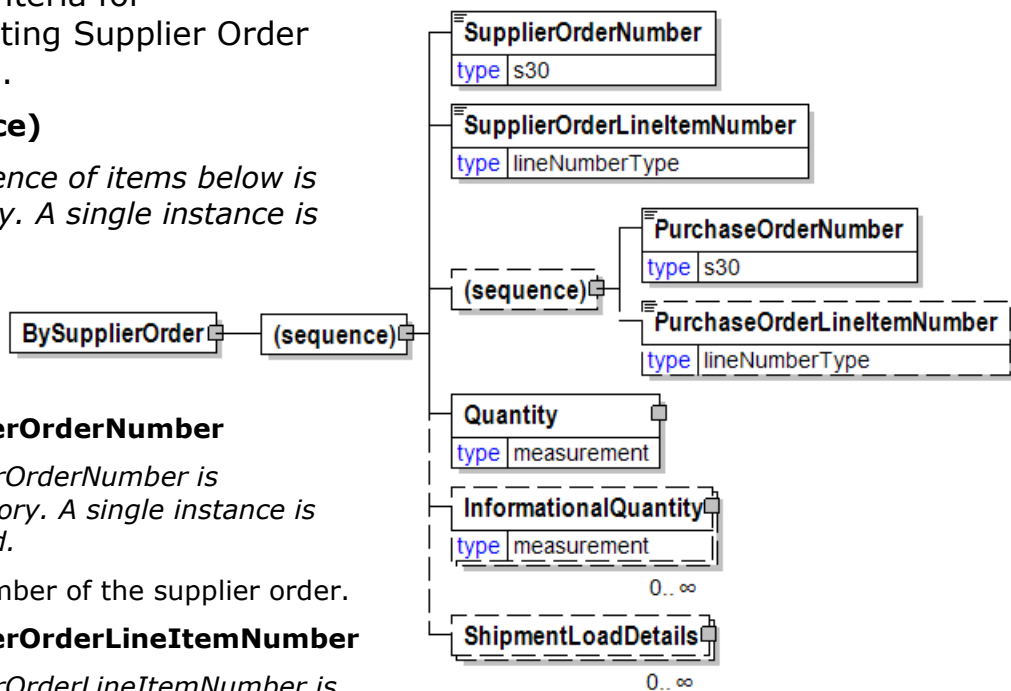 iteria for
ting Supplier Order
.
ce)
ence of items below is
y. A single instance is
BySupplierOrder
(sequence)
erOrderNumber
rOrderNumber is
ory. A single instance is
d.
mber of the supplier order.
erOrderLineItemNumber
rOrderLineItemNumber is
SupplierOrderNumber
type s30
SupplierOrderLineItemNumber
type lineNumberType
(sequence)
PurchaseOrderNumber
type s30
PurchaseOrderLineItemNumber
type lineNumberType
Quantity
type measurement
InformationalQuantity
type measurement
0.. ∞
ShipmentLoadDetails
0.. ∞